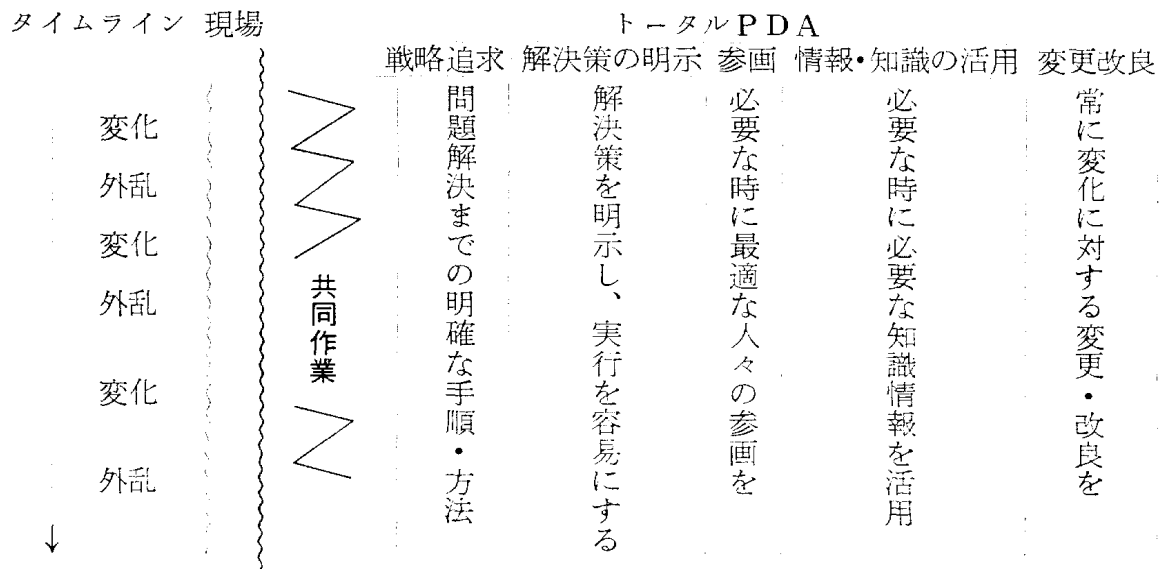 タイムライン 現場 トータルPDA
戦略追求 解決策の明示 参画 情報・知識の活用 変更改良
変化
外乱
変化
外乱
変化
外乱
↓
共同作業
問題解決までの明確な手順・方法
解決策を明示し、実行を容易にする
必要な時に最適な人々の参画を
必要な時に必要な知識情報を活用
常に変化に対する変更・改良を